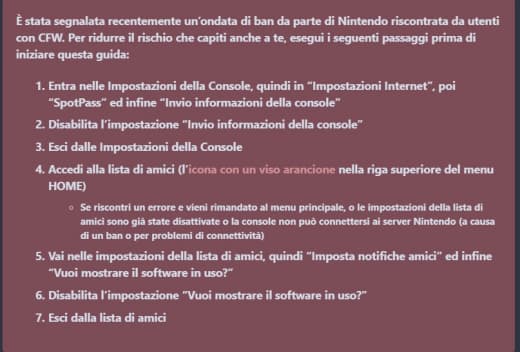 È stata segnalata recentemente un’ondata di ban da parte di Nintendo riscontrata da utenti
con CFW. Per ridurre il rischio che capiti anche a te, esegui i seguenti passaggi prima di
iniziare questa guida:
1. Entra nelle Impostazioni della Console, quindi in “Impostazioni Internet”, poi
“SpotPass” ed infine “Invio informazioni della console”
2. Disabilita l’impostazione “Invio informazioni della console”
3. Esci dalle Impostazioni della Console
4. Accedi alla lista di amici (l’icona con un viso arancione nella riga superiore del menu
HOME)
◦ Se riscontri un errore e vieni rimandato al menu principale, o le impostazioni della lista di
amici sono già state disattivate o la console non può connettersi ai server Nintendo (a causa
di un ban o per problemi di connettività)
5. Vai nelle impostazioni della lista di amici, quindi “Imposta notifiche amici” ed infine
“Vuoi mostrare il software in uso?”
6. Disabilita l’impostazione “Vuoi mostrare il software in uso?”
7. Esci dalla lista di amici